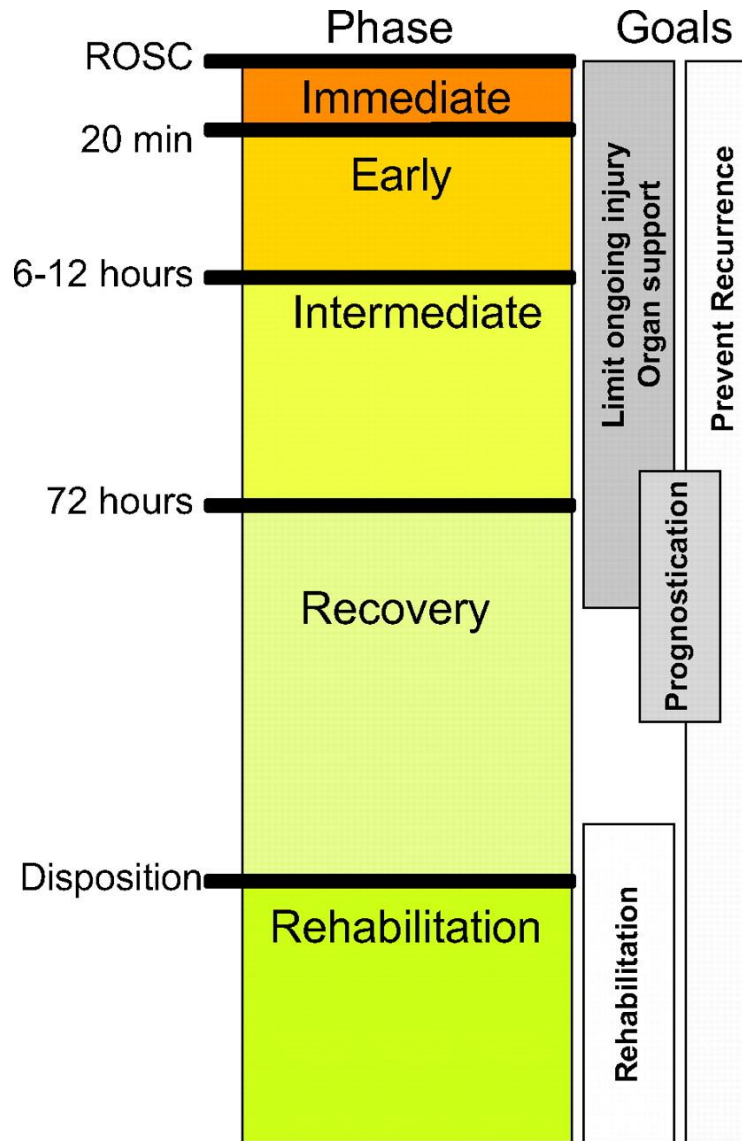 Phase
Goals
ROSC
Immediate
20 min
Early
6-12 hours
Intermediate
72 hours
Recovery
Disposition
Rehabilitation
Limit ongoing injury
Organ support
Prevent Recurrence
Prognostication
Rehabilitation